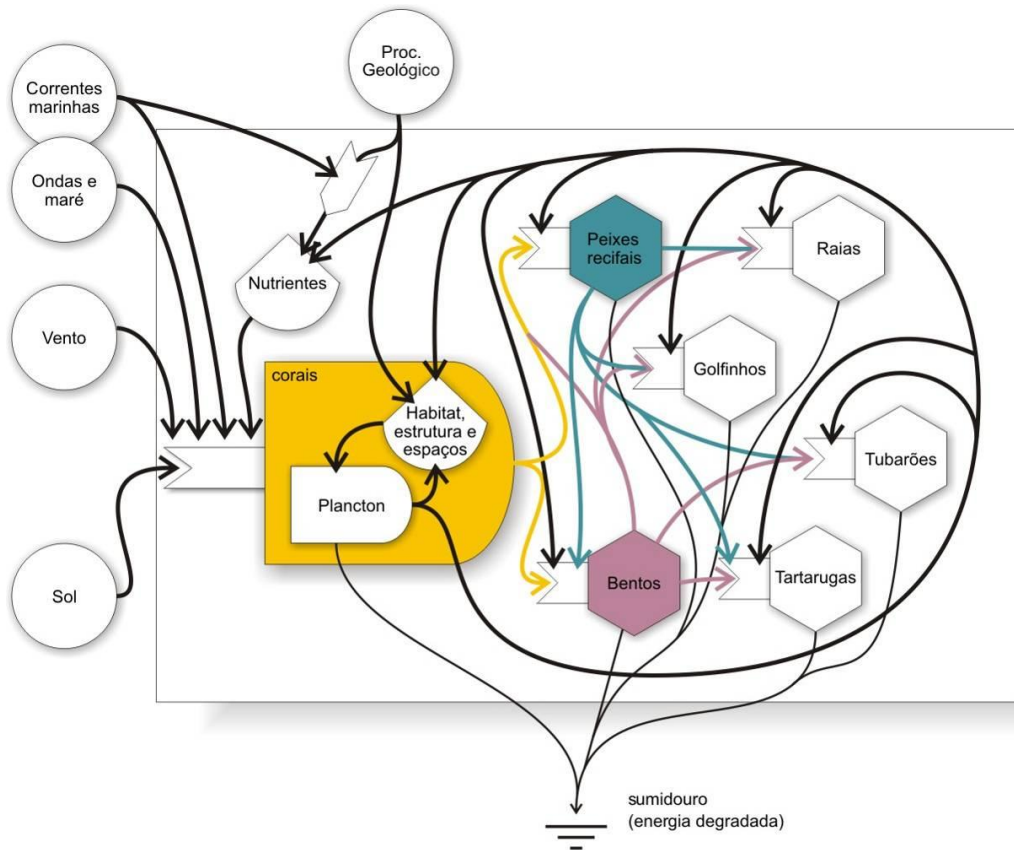 Proc.
Geológico
Correntes
marinhas
Ondas e
maré
Nutrientes
Vento
Sol
corais
Habitat,
estrutura e
espaços
Plancton
Peixes
recifais
Raias
Golfinhos
Tubarões
Bentos
Tartarugas
sumidouro
(energia degradada)